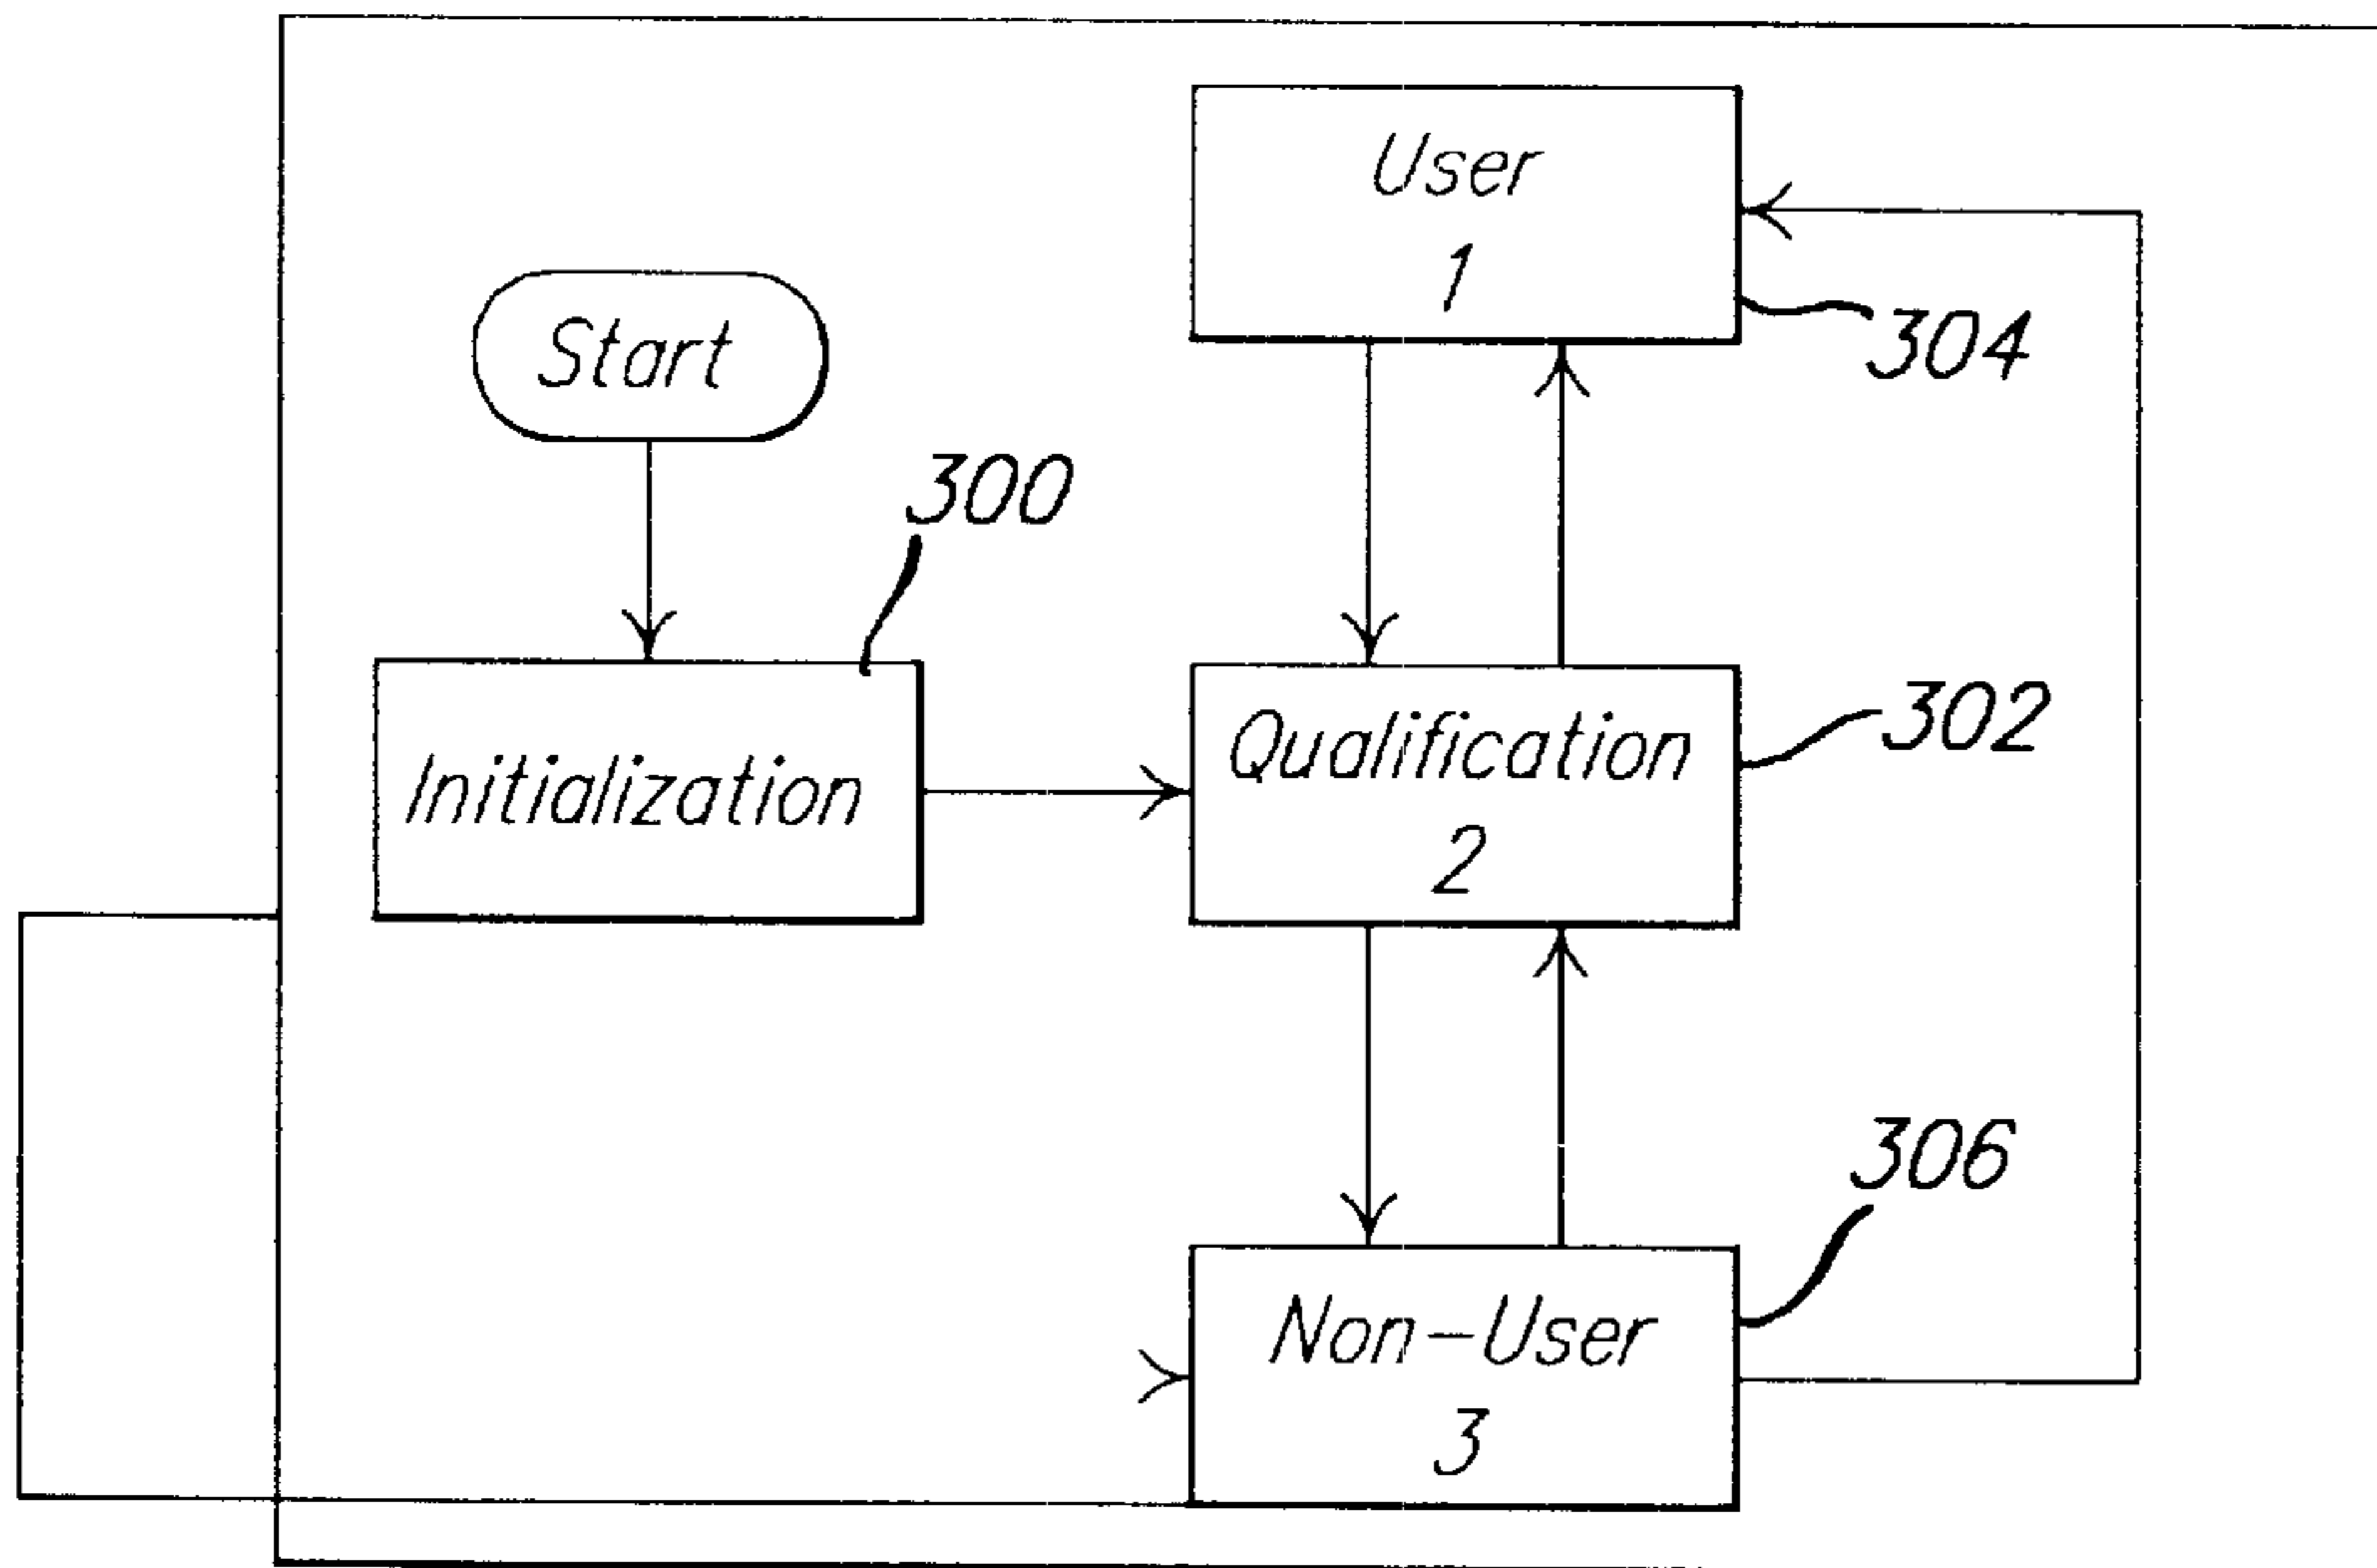 User
1
304
Start
300
Initialization
Qualification
2
302
306
Non-User
3